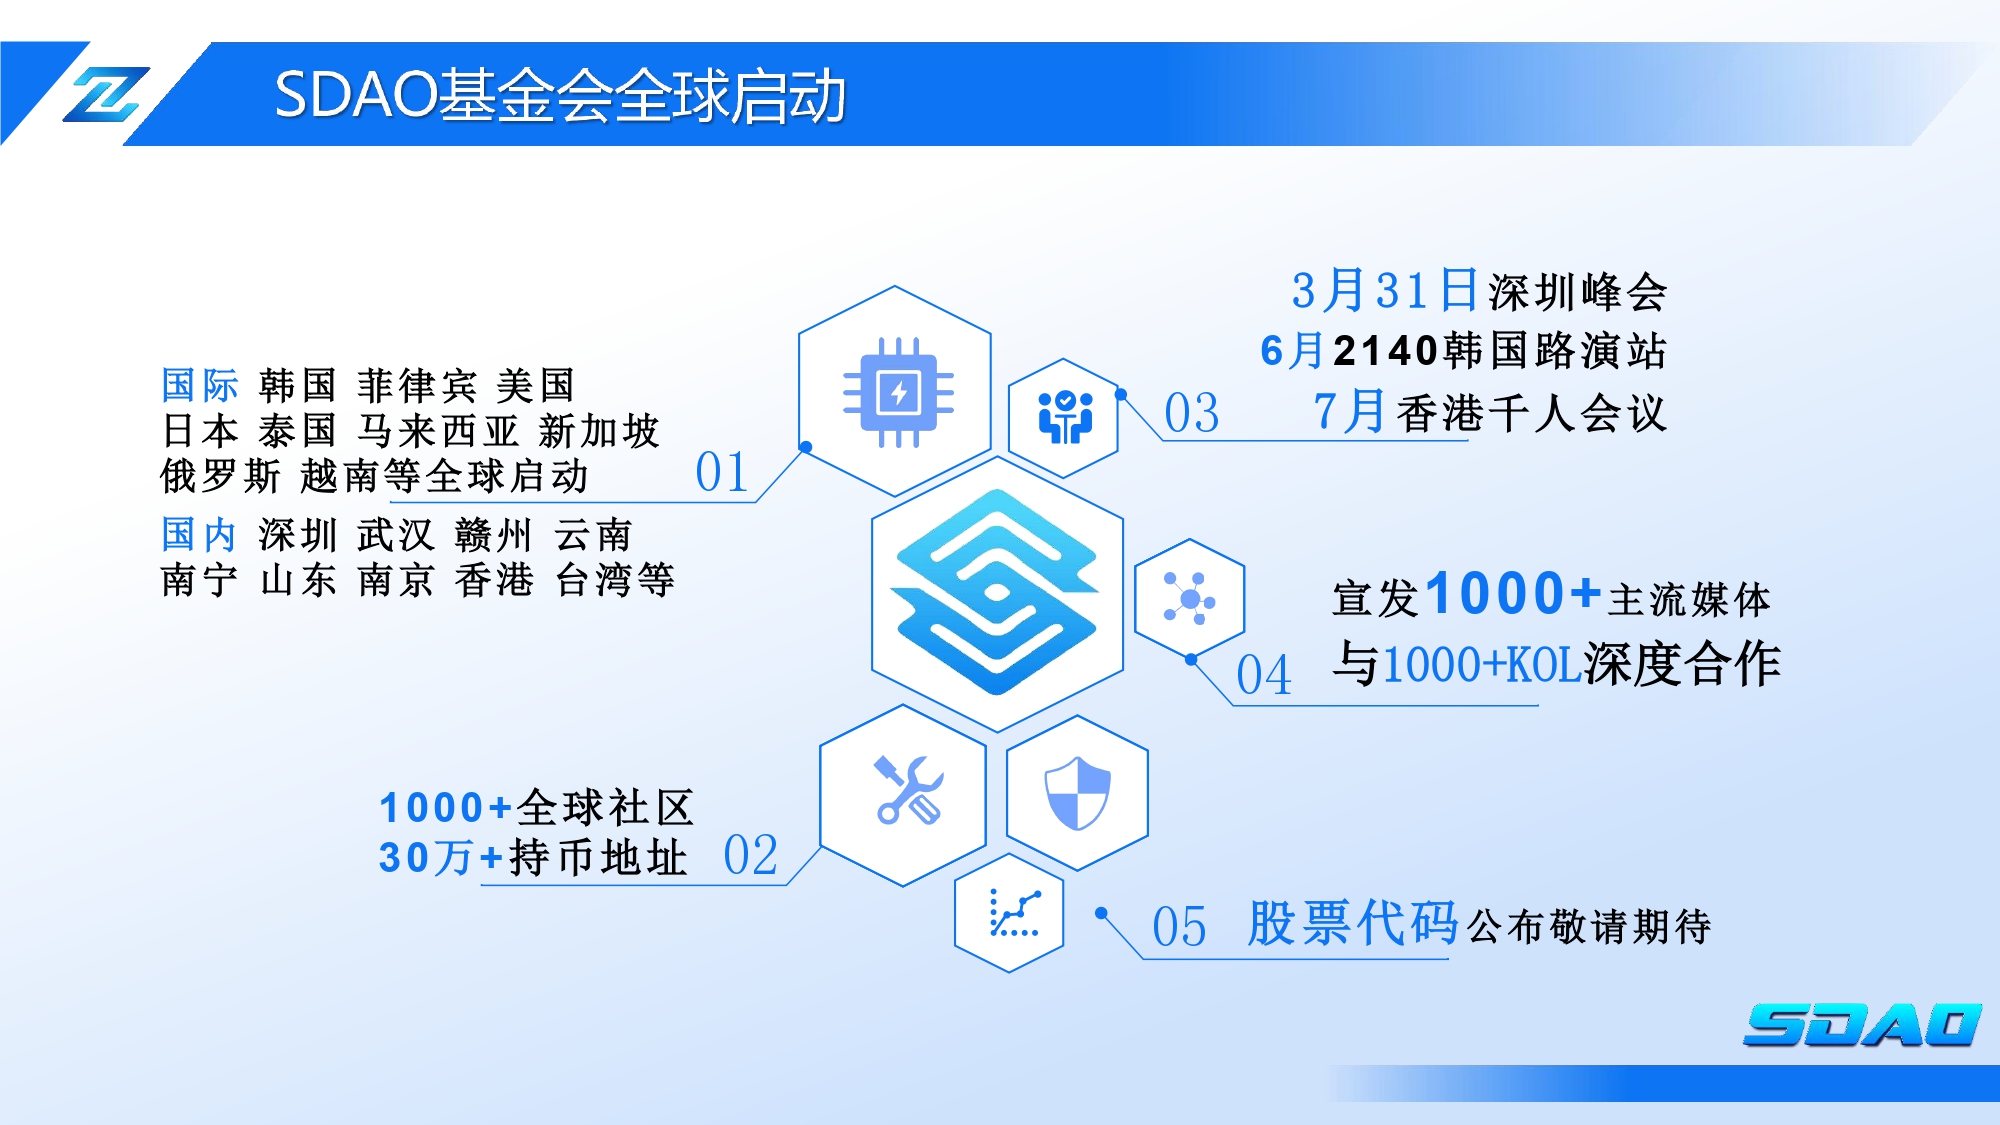 SDAO基金会全球启动
国际 韩国 菲律宾 美国
日本 泰国 马来西亚 新加坡
俄罗斯 越南等全球启动
01
国内 深圳 武汉 赣州 云南
南宁 山东 南京 香港 台湾等
1000+全球社区
30万+持币地址
02
3月31日深圳峰会
6月2140韩国路演站
7月香港千人会议
03
宣发1000+主流媒体
与1000+KOL深度合作
04
05 股票代码公布敬请期待
SDAO